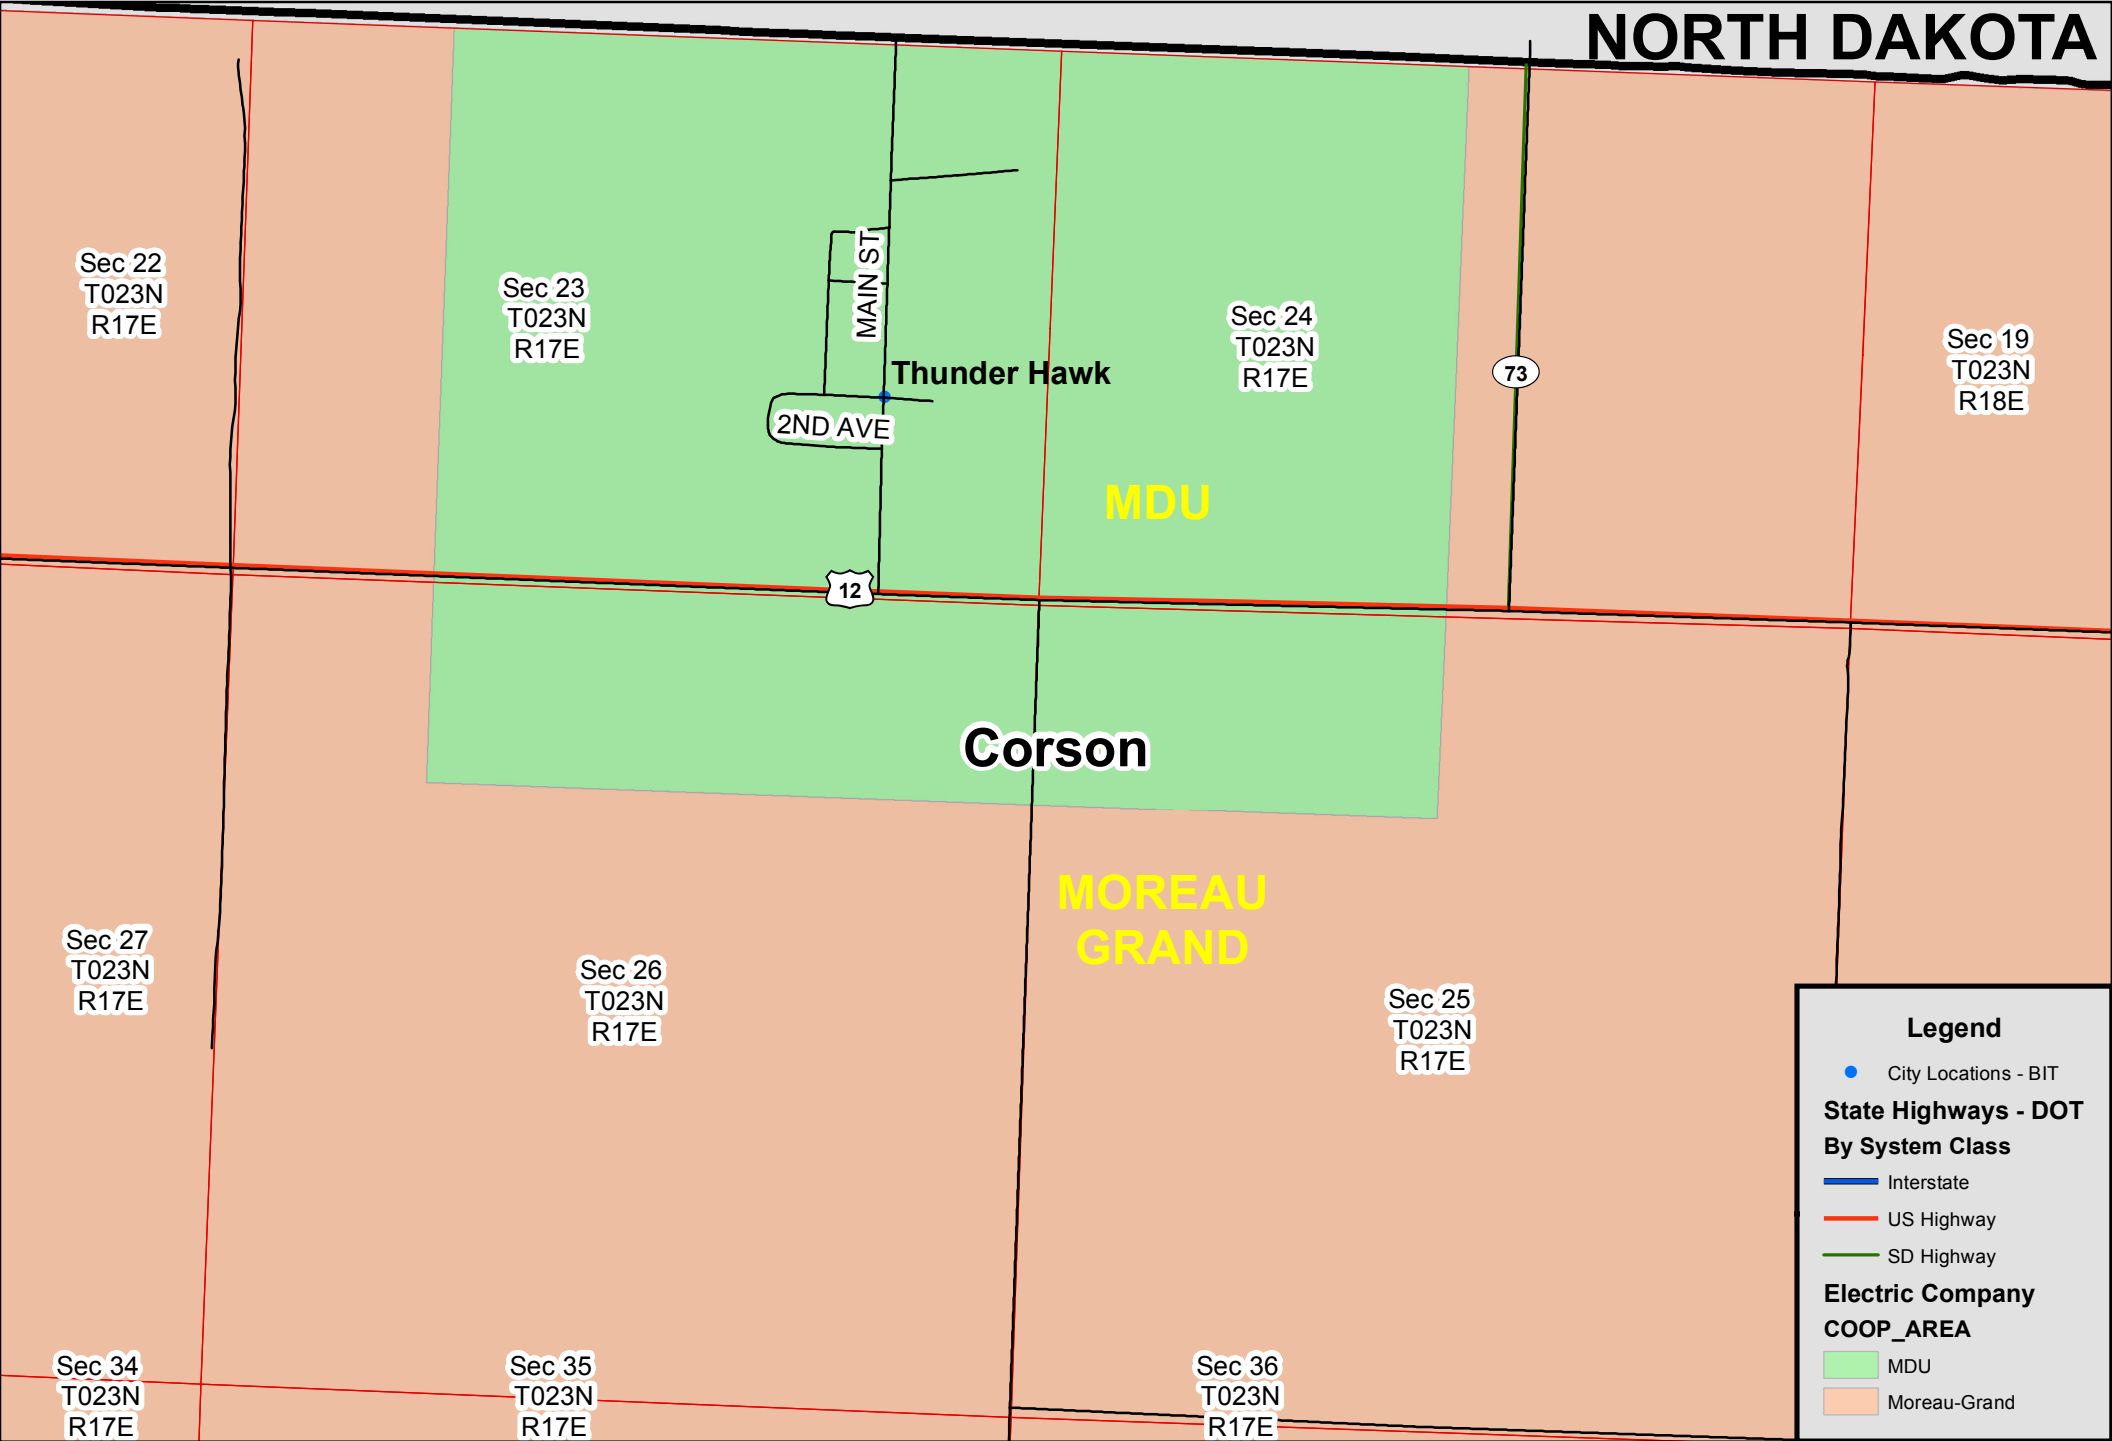 NORTH DAKOTA
Sec 22
T023N
R17E
Sec 23
T023N
R17E
MAIN ST
Thunder Hawk
2ND AVE
Sec 24
T023N
R17E
73
Sec 19
T023N
R18E
MDU
12
Corson
MOREAU
GRAND
Sec 27
T023N
R17E
Sec 26
T023N
R17E
Sec 25
T023N
R17E
Sec 34
T023N
R17E
Sec 35
T023N
R17E
Sec 36
T023N
R17E
Legend
City Locations - BIT
State Highways - DOT
By System Class
Interstate
US Highway
SD Highway
Electric Company
COOP_AREA
MDU
Moreau-Grand